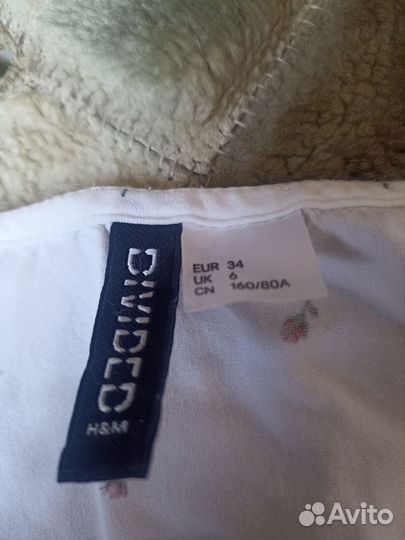 DIVIDED
H&M
EUR 34
UK 6
CN 160/80A
Avito